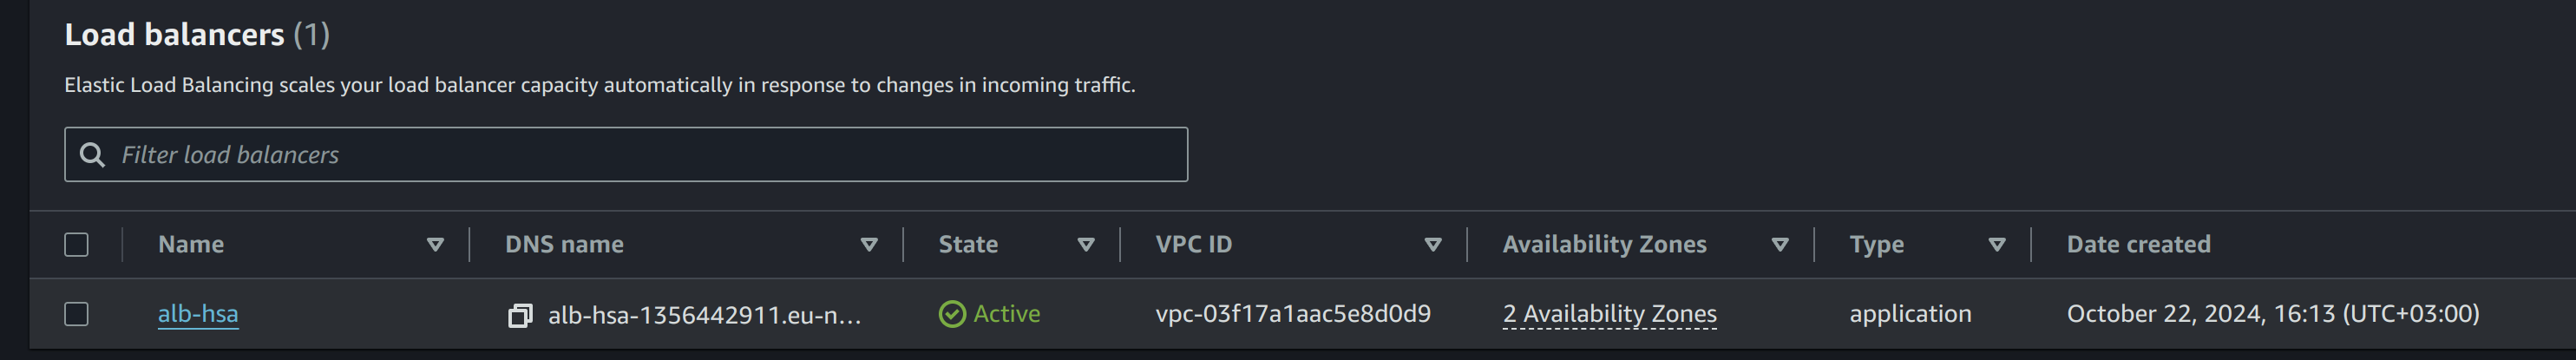 Load balancers (1)
Elastic Load Balancing scales your load balancer capacity automatically in response to changes in incoming traffic.
Filter load balancers
Name DNS name State VPC ID Availability Zones Type Date created
alb-hsa alb-hsa-1356442911.eu-n... Active vpc-03f17a1aac5e8d0d9 2 Availability Zones application October 22, 2024, 16:13 (UTC+03:00)